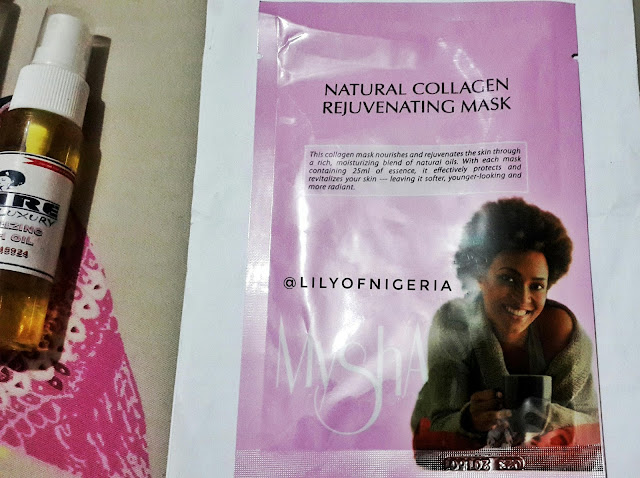 NATURAL COLLAGEN
REJUVENATING MASK
This collagen mask nourishes and rejuvenates the skin through
a rich, moisturizing blend of natural oils. With each mask
containing 25ml of essence, it effectively protects and
revitalizes your skin --- leaving it softer, younger-looking and
more radiant.
@LILYOFNIGERIA
MYSHA
LUXURY
OIL